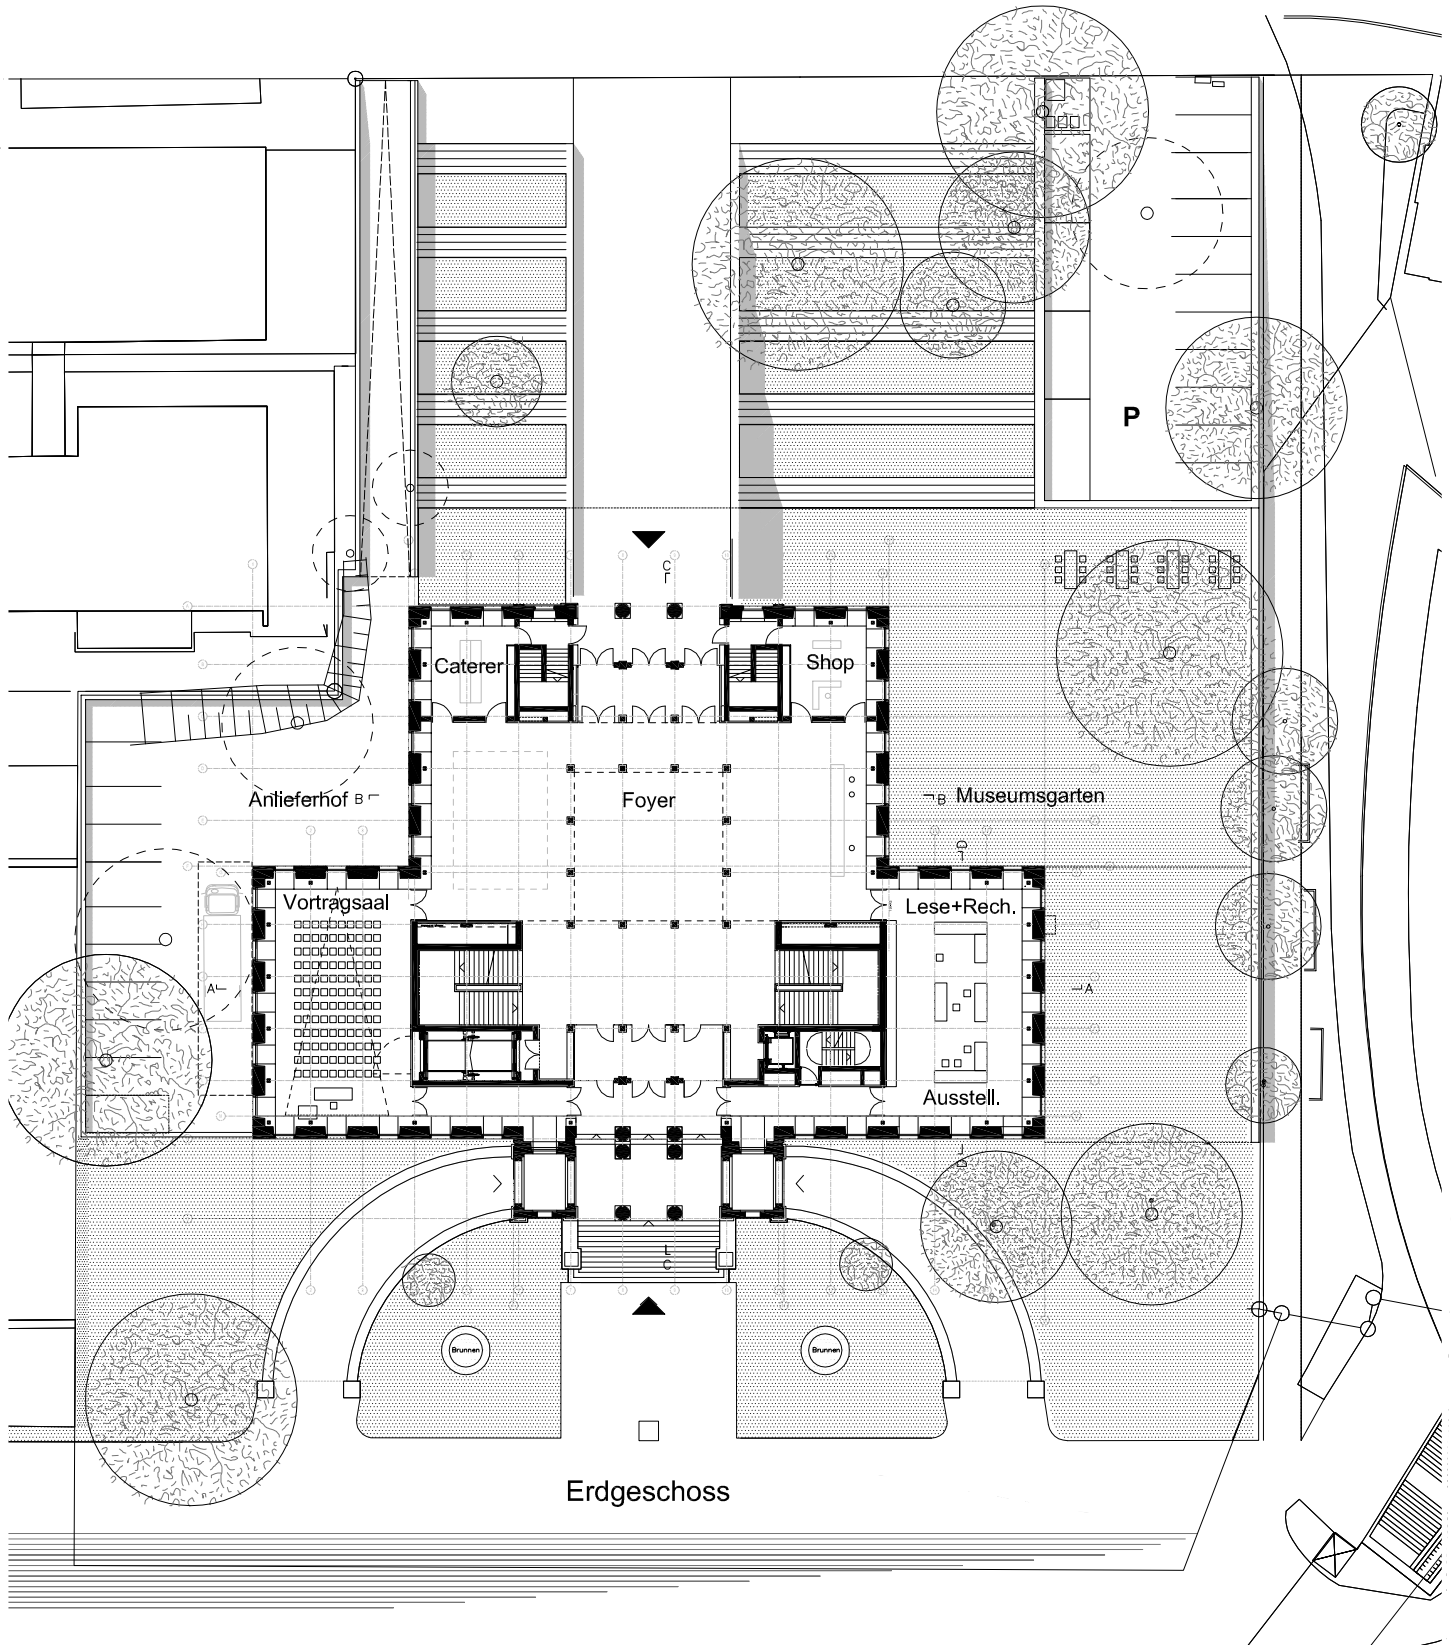 P
C
Caterer
Shop
Anlieferhof B
Foyer
B Museumsgarten
D
Vortragsaal
Lese+Rech.
A
A
Ausstell.
D
C
Brunnen
Brunnen
Erdgeschoss